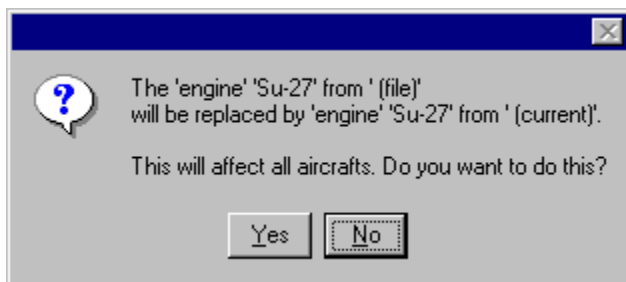 The 'engine' 'Su-27' from ' (file)'
will be replaced by 'engine' 'Su-27' from ' (current)'.
This will affect all aircrafts. Do you want to do this?
Yes
No